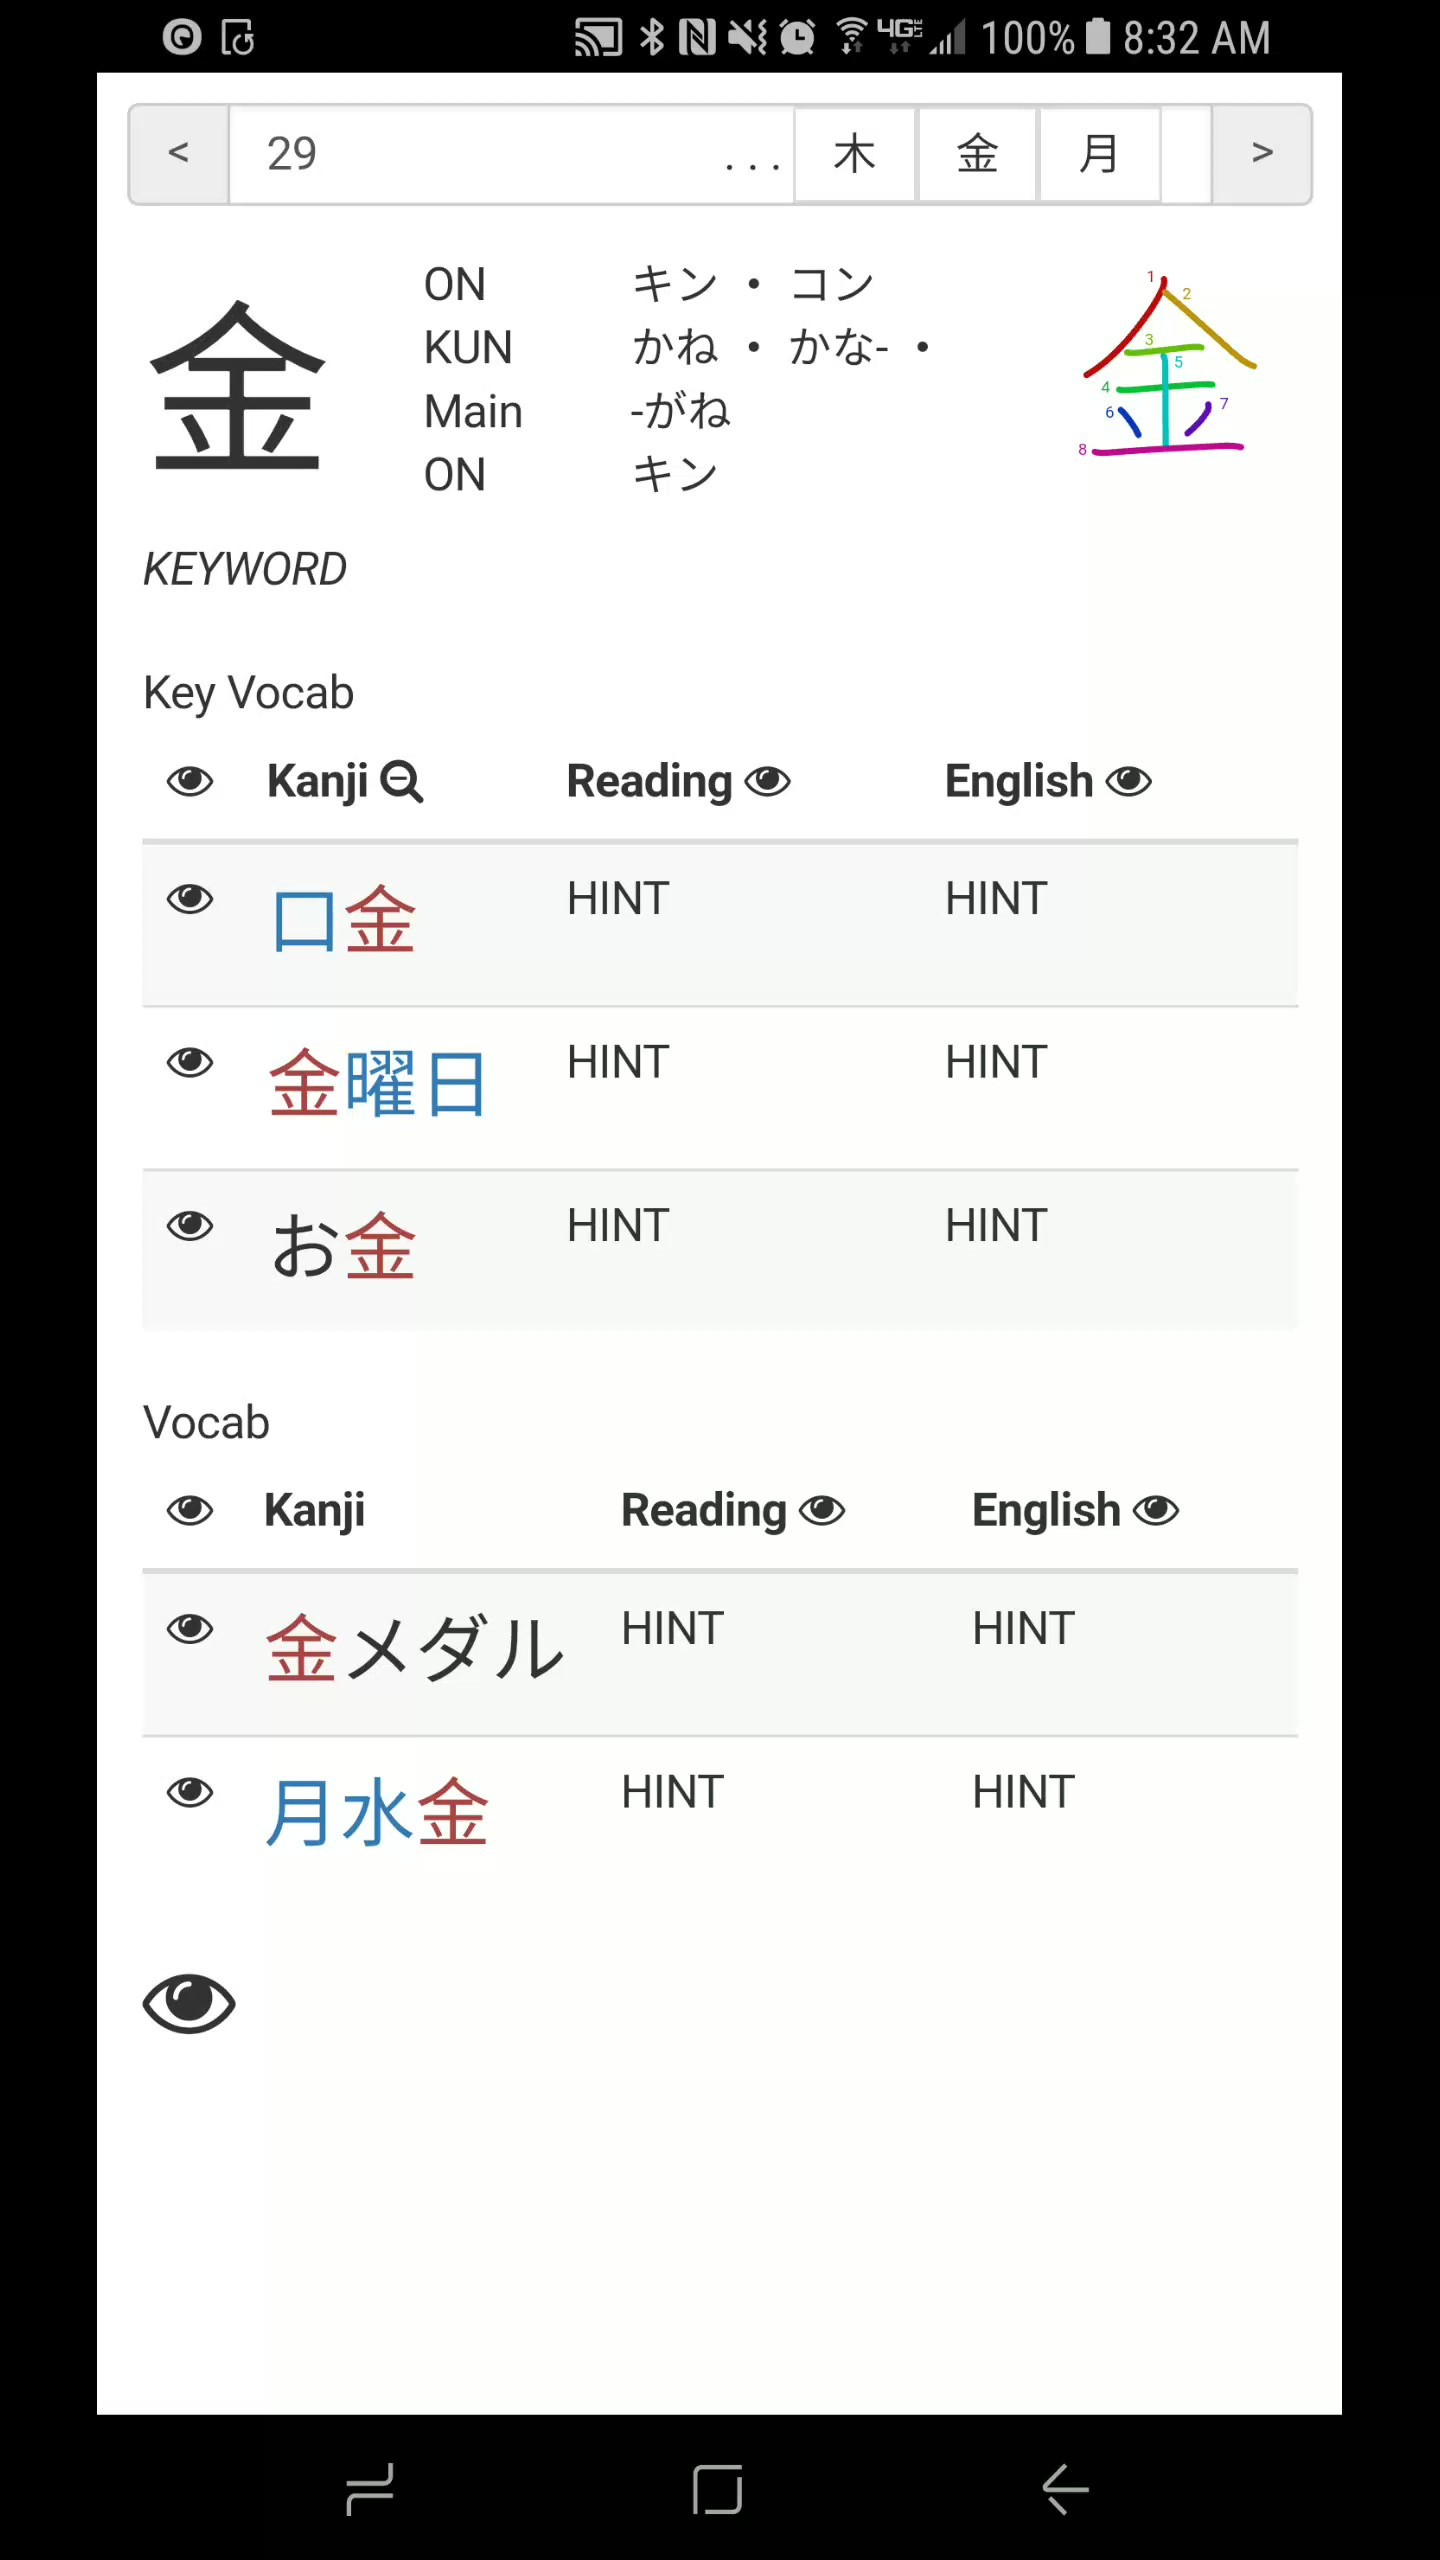 4G LTE 100% 8:32 AM
< 29 ... 木 金 月 >
金
ON キン・コン
KUN かね・かな-・
Main -がね
ON キン
1 2 3 4 5 6 7 8
KEYWORD
Key Vocab
Kanji Reading English
口金 HINT HINT
金曜日 HINT HINT
お金 HINT HINT
Vocab
Kanji Reading English
金メダル HINT HINT
月水金 HINT HINT